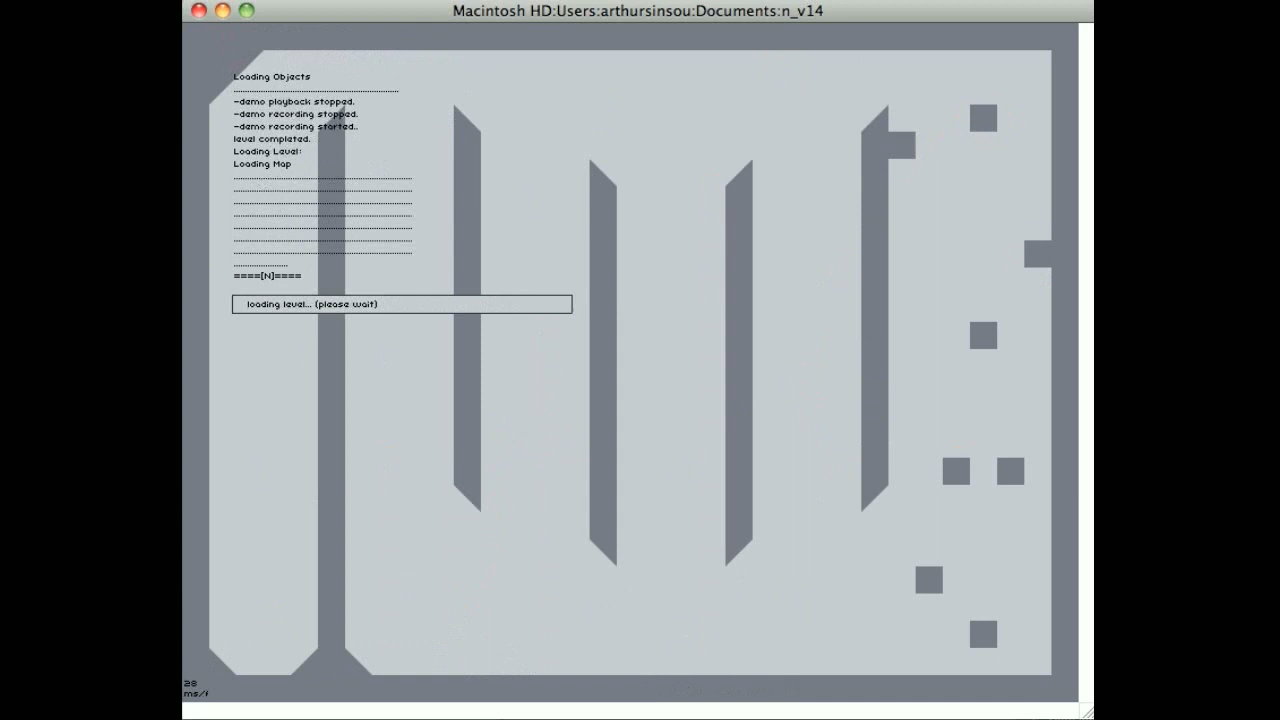 Macintosh HD:Users:arthursinsou:Documents:n_v14
Loading Objects
-demo playback stopped.
-demo recording stopped.
-demo recording started..
level completed.
Loading Level:
Loading Map
====[N]====
loading level... (please wait)
28
ms/f